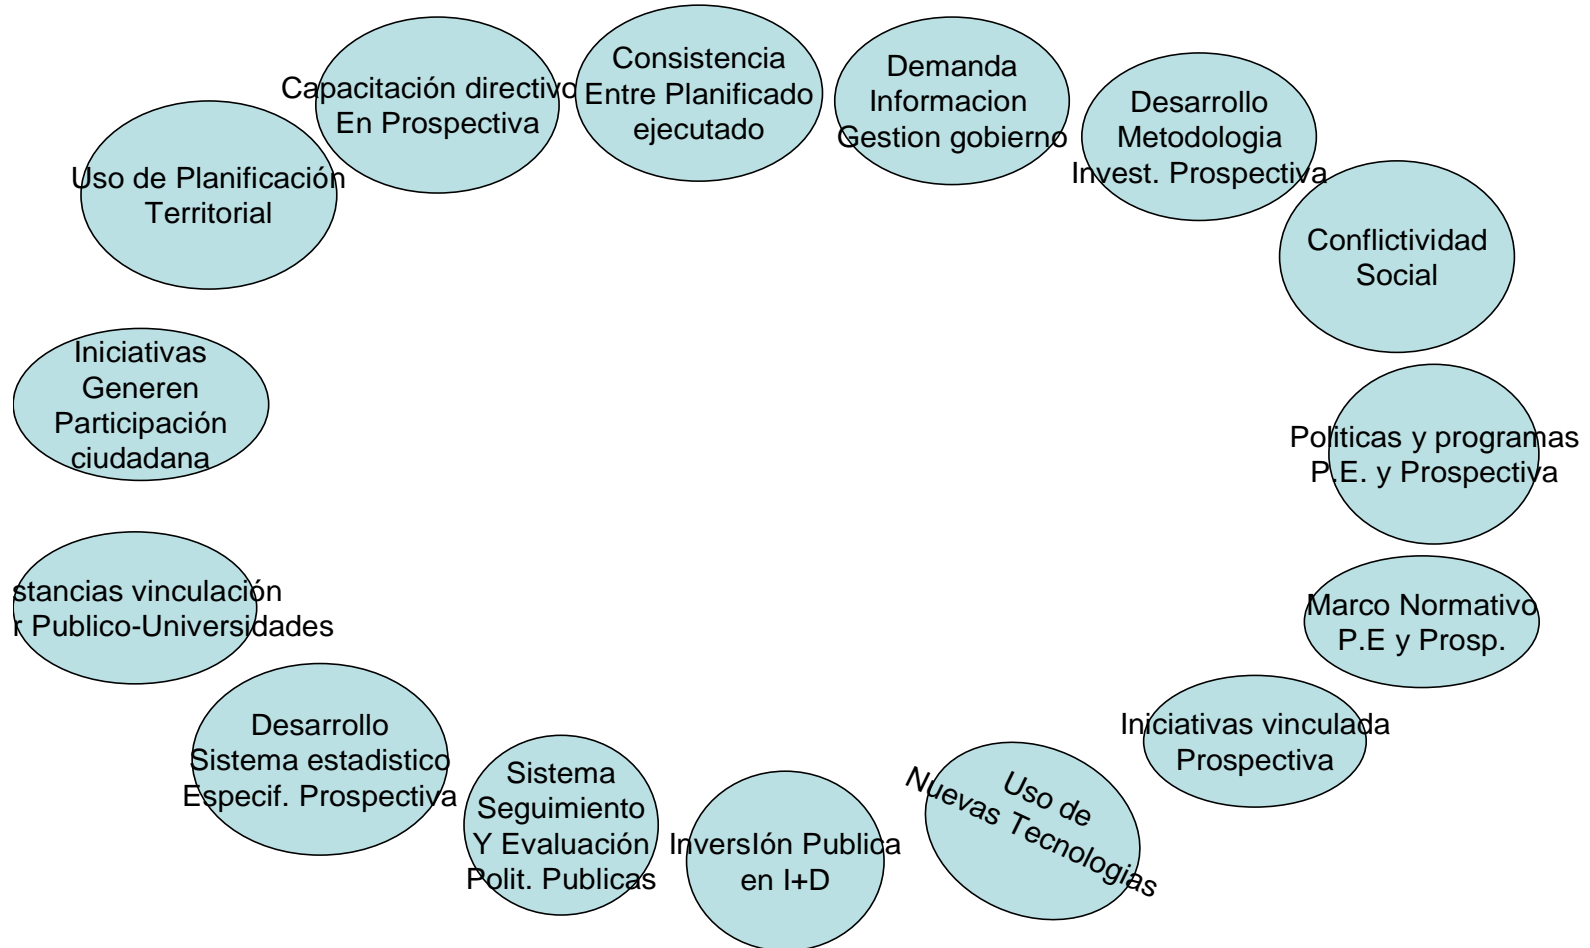 Consistencia
Entre Planificado
ejecutado
Demanda
Informacion
Gestion gobierno
Desarrollo
Metodologia
Invest. Prospectiva
Conflictividad
Social
Politicas y programas
P.E. y Prospectiva
Marco Normativo
P.E y Prosp.
Iniciativas vinculada
Prospectiva
Uso de
Nuevas Tecnologias
InversIón Publica
en I+D
Sistema
Seguimiento
Y Evaluación
Polit. Publicas
Desarrollo
Sistema estadistico
Especif. Prospectiva
stancias vinculación
r Publico-Universidades
Iniciativas
Generen
Participación
ciudadana
Uso de Planificación
Territorial
Capacitación directivo
En Prospectiva